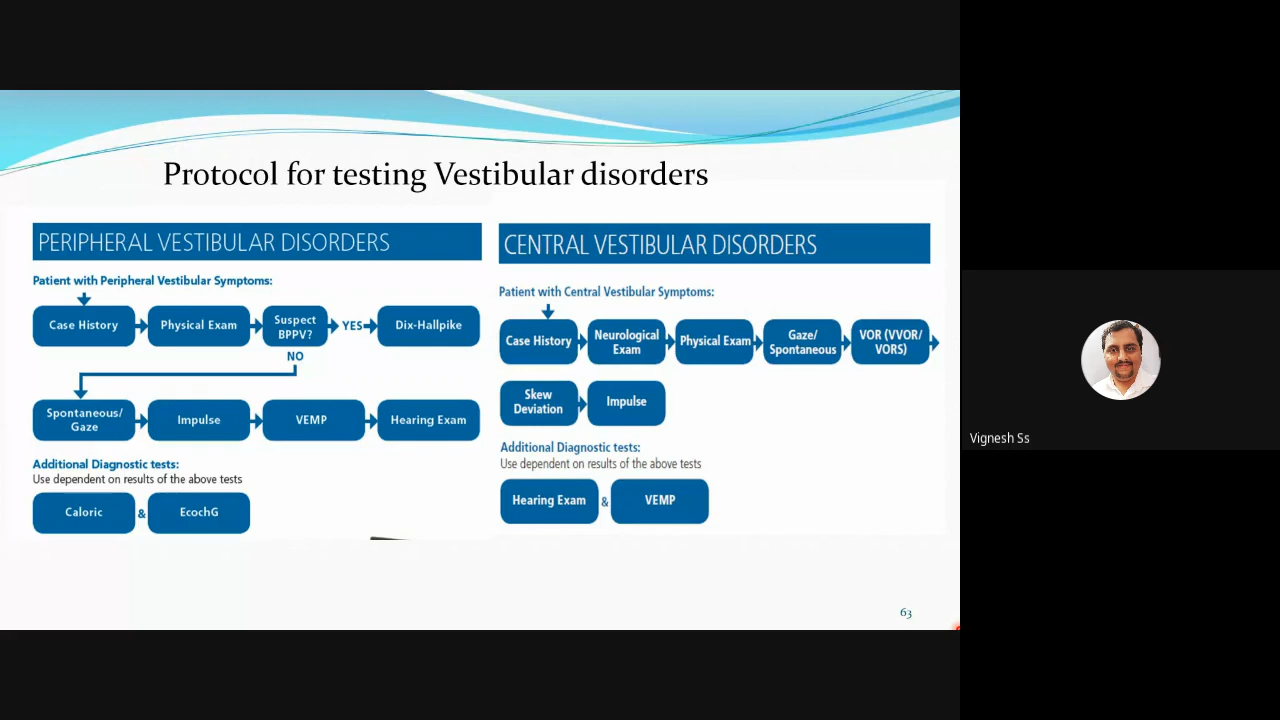 Protocol for testing Vestibular disorders
PERIPHERAL VESTIBULAR DISORDERS
Patient with Peripheral Vestibular Symptoms:
Case History
Physical Exam
Suspect
BPPV?
YES
Dix-Hallpike
NO
Spontaneous/
Gaze
Impulse
VEMP
Hearing Exam
Additional Diagnostic tests:
Use dependent on results of the above tests
Caloric
&
EcochG
CENTRAL VESTIBULAR DISORDERS
Patient with Central Vestibular Symptoms:
Case History
Neurological
Exam
Physical Exam
Gaze/
Spontaneous
VOR (VVOR/
VORS)
Skew
Deviation
Impulse
Additional Diagnostic tests:
Use dependent on results of the above tests
Hearing Exam
&
VEMP
63
Vignesh Ss